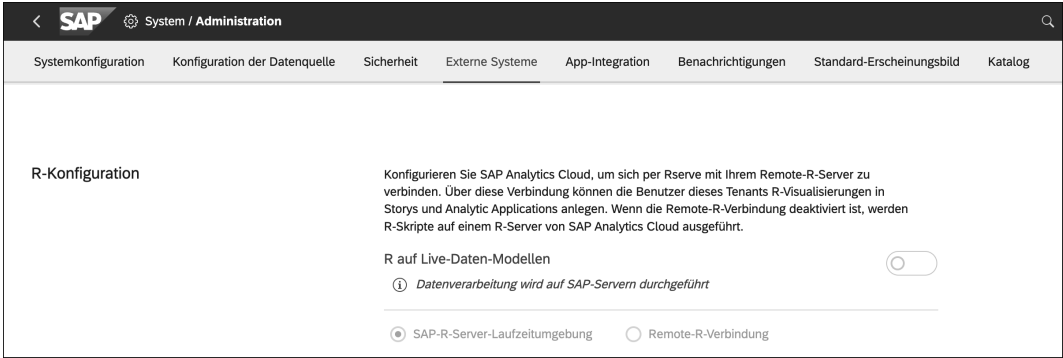 SAP System / Administration
Systemkonfiguration Konfiguration der Datenquelle Sicherheit Externe Systeme App-Integration Benachrichtigungen Standard-Erscheinungsbild Katalog
R-Konfiguration
Konfigurieren Sie SAP Analytics Cloud, um sich per Rserve mit Ihrem Remote-R-Server zu
verbinden. Über diese Verbindung können die Benutzer dieses Tenants R-Visualisierungen in
Storys und Analytic Applications anlegen. Wenn die Remote-R-Verbindung deaktiviert ist, werden
R-Skripte auf einem R-Server von SAP Analytics Cloud ausgeführt.
R auf Live-Daten-Modellen
Datenverarbeitung wird auf SAP-Servern durchgeführt
SAP-R-Server-Laufzeitumgebung Remote-R-Verbindung